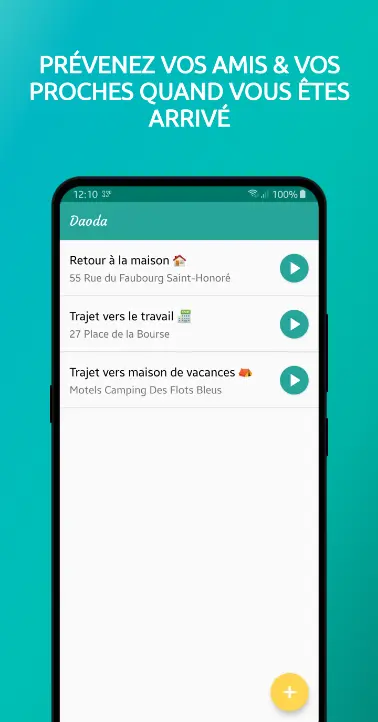 PRÉVENEZ VOS AMIS & VOS
PROCHES QUAND VOUS ÊTES
ARRIVÉ
12:10 100%
Daoda
Retour à la maison 🏠
55 Rue du Faubourg Saint-Honoré
Trajet vers le travail 🏢
27 Place de la Bourse
Trajet vers maison de vacances 🏕️
Motels Camping Des Flots Bleus
+